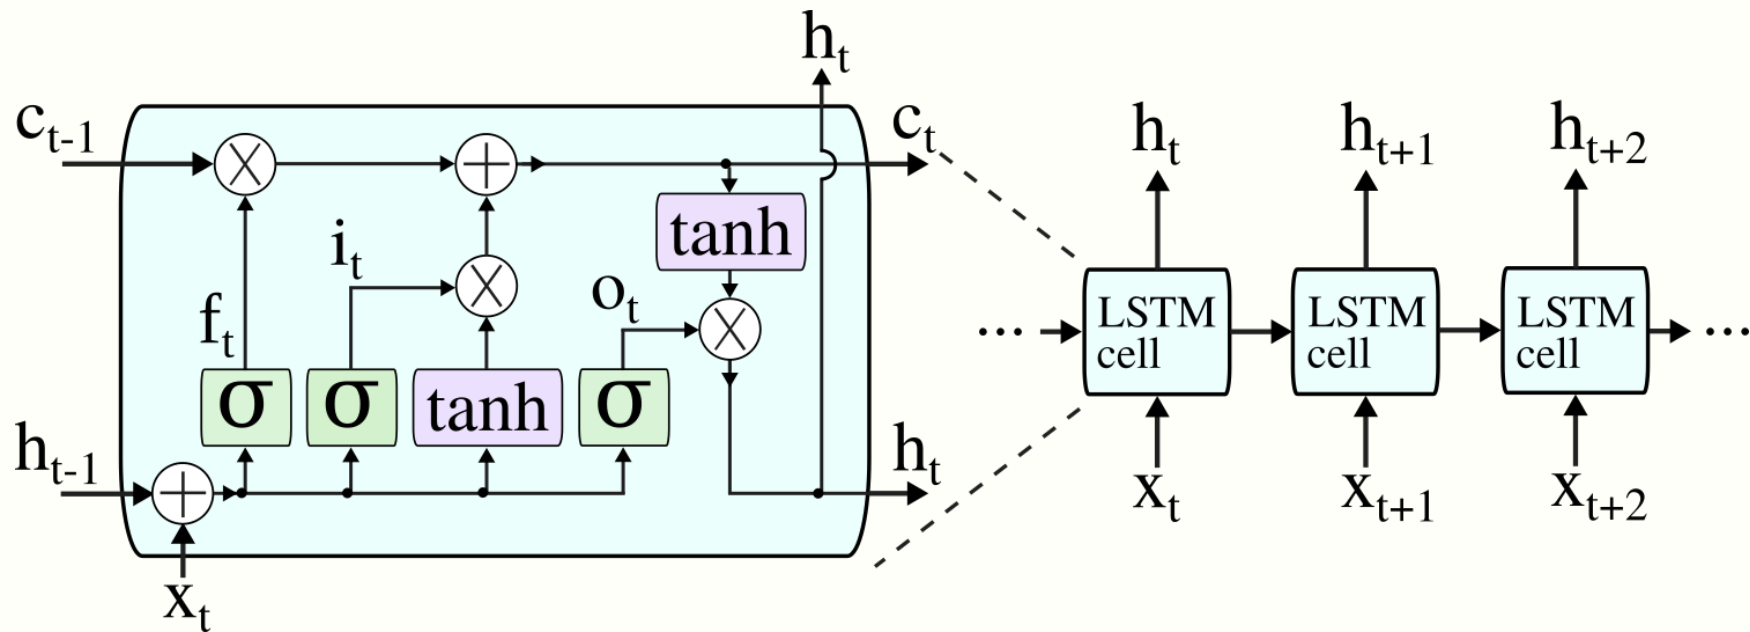 h_t
c_{t-1}
c_t
tanh
i_t
o_t
f_t
σ
σ
tanh
σ
h_{t-1}
h_t
x_t
h_t
h_{t+1}
h_{t+2}
...
LSTM
cell
LSTM
cell
LSTM
cell
...
x_t
x_{t+1}
x_{t+2}